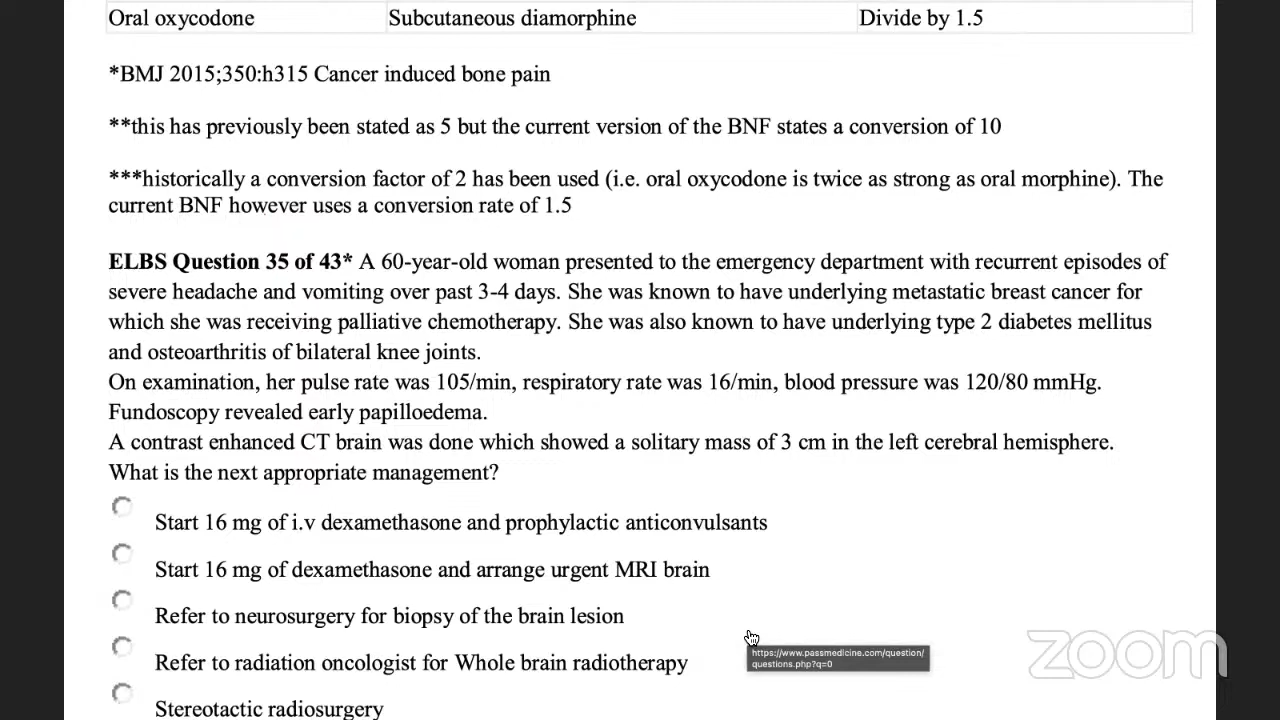 Oral oxycodone Subcutaneous diamorphine Divide by 1.5
*BMJ 2015;350:h315 Cancer induced bone pain
**this has previously been stated as 5 but the current version of the BNF states a conversion of 10
***historically a conversion factor of 2 has been used (i.e. oral oxycodone is twice as strong as oral morphine). The
current BNF however uses a conversion rate of 1.5
ELBS Question 35 of 43* A 60-year-old woman presented to the emergency department with recurrent episodes of
severe headache and vomiting over past 3-4 days. She was known to have underlying metastatic breast cancer for
which she was receiving palliative chemotherapy. She was also known to have underlying type 2 diabetes mellitus
and osteoarthritis of bilateral knee joints.
On examination, her pulse rate was 105/min, respiratory rate was 16/min, blood pressure was 120/80 mmHg.
Fundoscopy revealed early papilloedema.
A contrast enhanced CT brain was done which showed a solitary mass of 3 cm in the left cerebral hemisphere.
What is the next appropriate management?
Start 16 mg of i.v dexamethasone and prophylactic anticonvulsants
Start 16 mg of dexamethasone and arrange urgent MRI brain
Refer to neurosurgery for biopsy of the brain lesion
Refer to radiation oncologist for Whole brain radiotherapy
Stereotactic radiosurgery
https://www.passmedicine.com/question/
questions.php?q=0
zoom